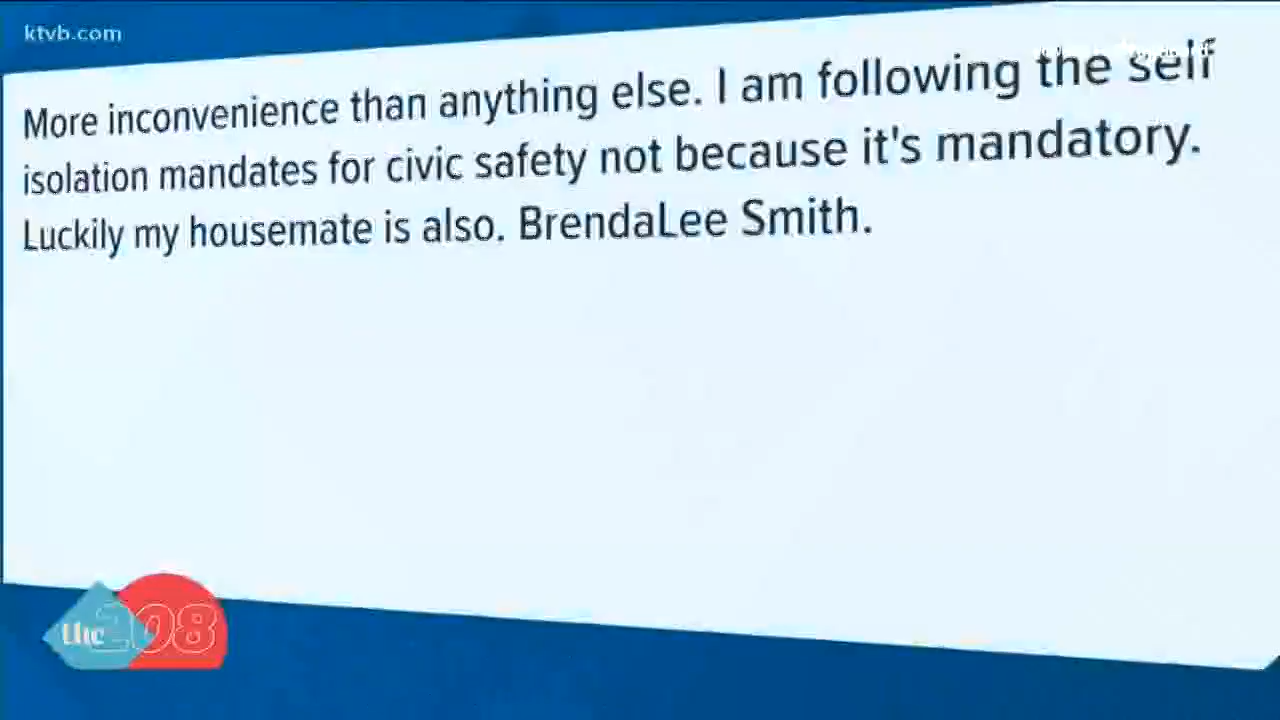 ktvb.com
More inconvenience than anything else. I am following the self
isolation mandates for civic safety not because it's mandatory.
Luckily my housemate is also. BrendaLee Smith.
the 208